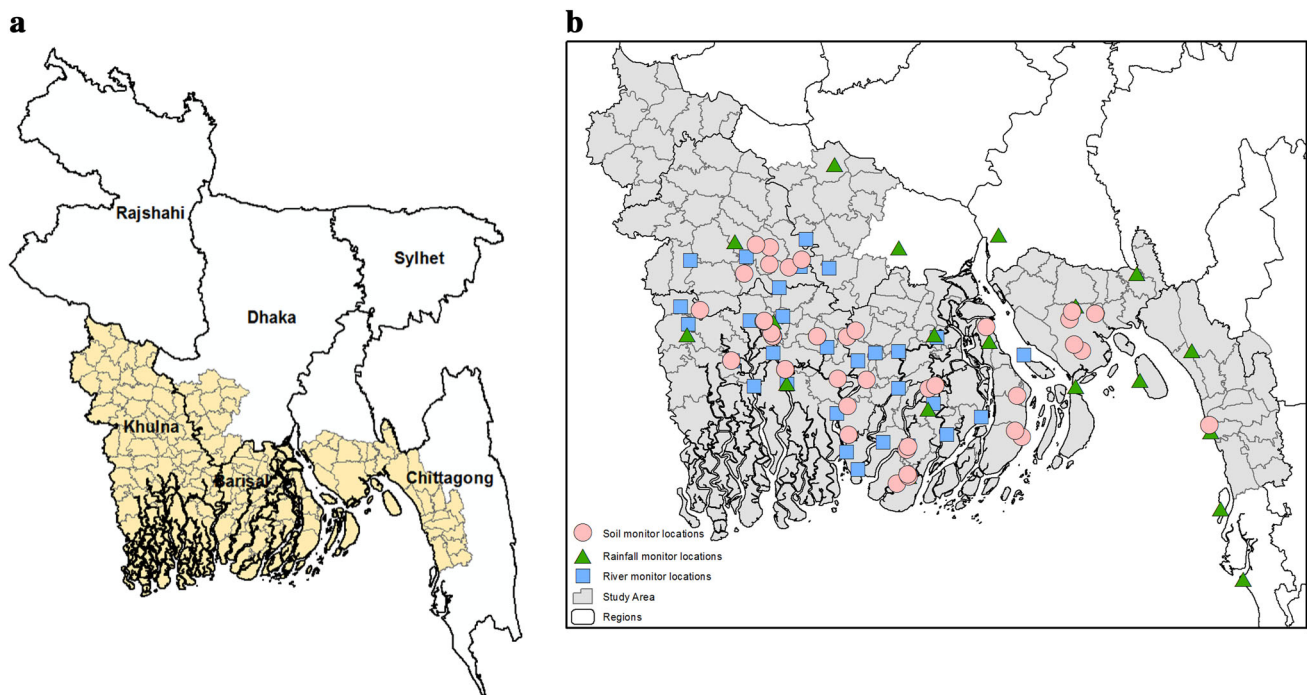 a
b
Rajshahi
Sylhet
Dhaka
Khulna
Barisal
Chittagong
Soil monitor locations
Rainfall monitor locations
River monitor locations
Study Area
Regions